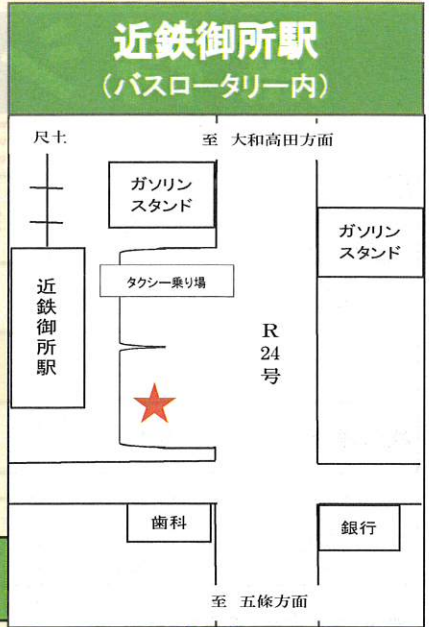 近鉄御所駅
(バスロータリー内)
尺土
至 大和高田方面
ガソリン
スタンド
ガソリン
スタンド
タクシー乗り場
近鉄御所駅
R
24
号
歯科
銀行
至 五條方面